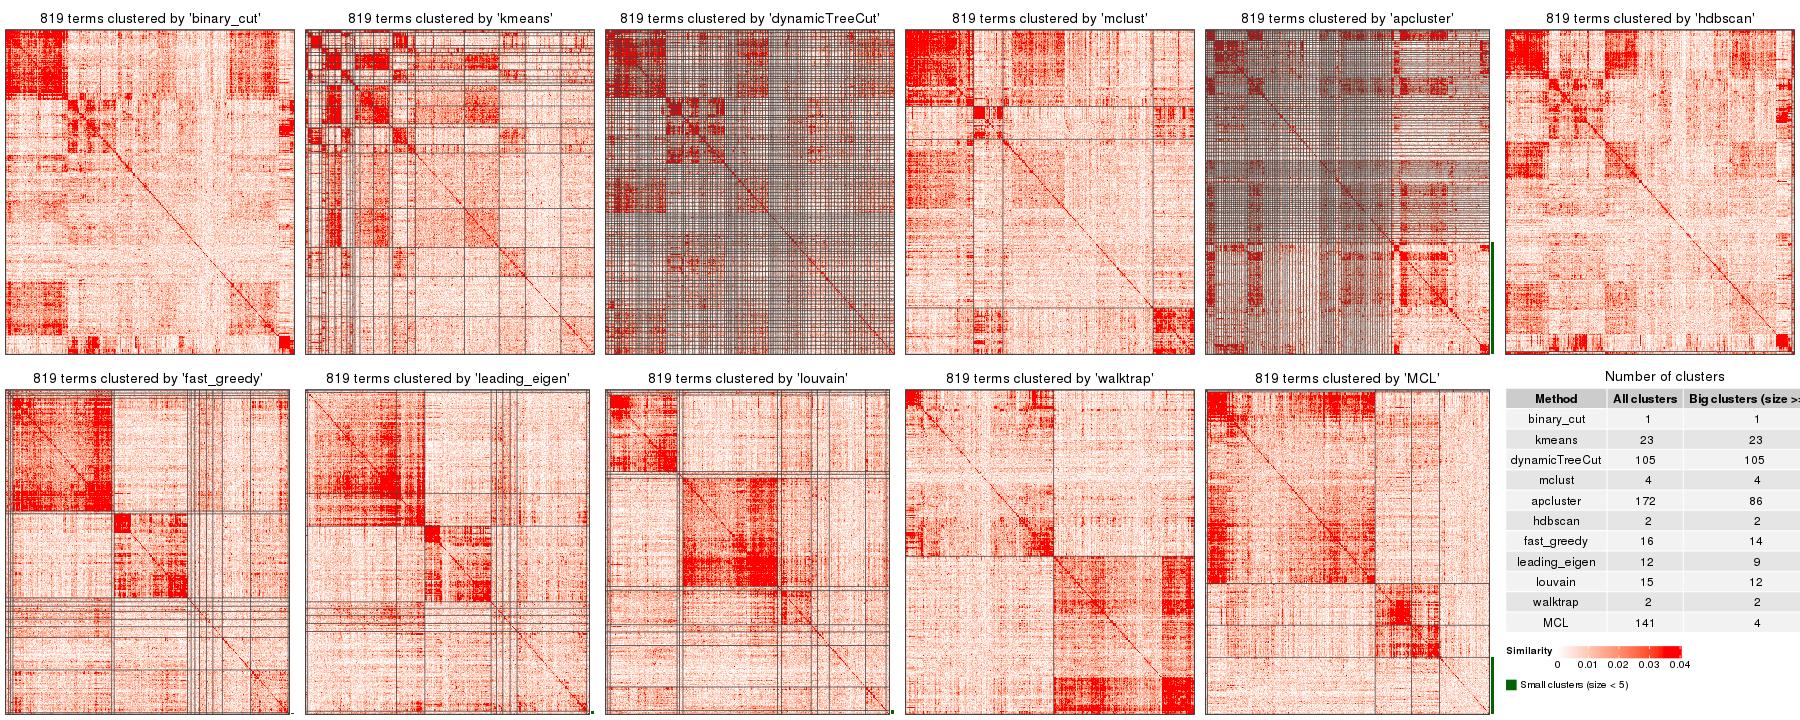 819 terms clustered by 'binary_cut'
819 terms clustered by 'kmeans'
819 terms clustered by 'dynamicTreeCut'
819 terms clustered by 'mclust'
819 terms clustered by 'apcluster'
819 terms clustered by 'hdbscan'
819 terms clustered by 'fast_greedy'
819 terms clustered by 'leading_eigen'
819 terms clustered by 'louvain'
819 terms clustered by 'walktrap'
819 terms clustered by 'MCL'
Number of clusters
Method All clusters Big clusters (size >=
binary_cut 1 1
kmeans 23 23
dynamicTreeCut 105 105
mclust 4 4
apcluster 172 86
hdbscan 2 2
fast_greedy 16 14
leading_eigen 12 9
louvain 15 12
walktrap 2 2
MCL 141 4
Similarity
0 0.01 0.02 0.03 0.04
Small clusters (size < 5)